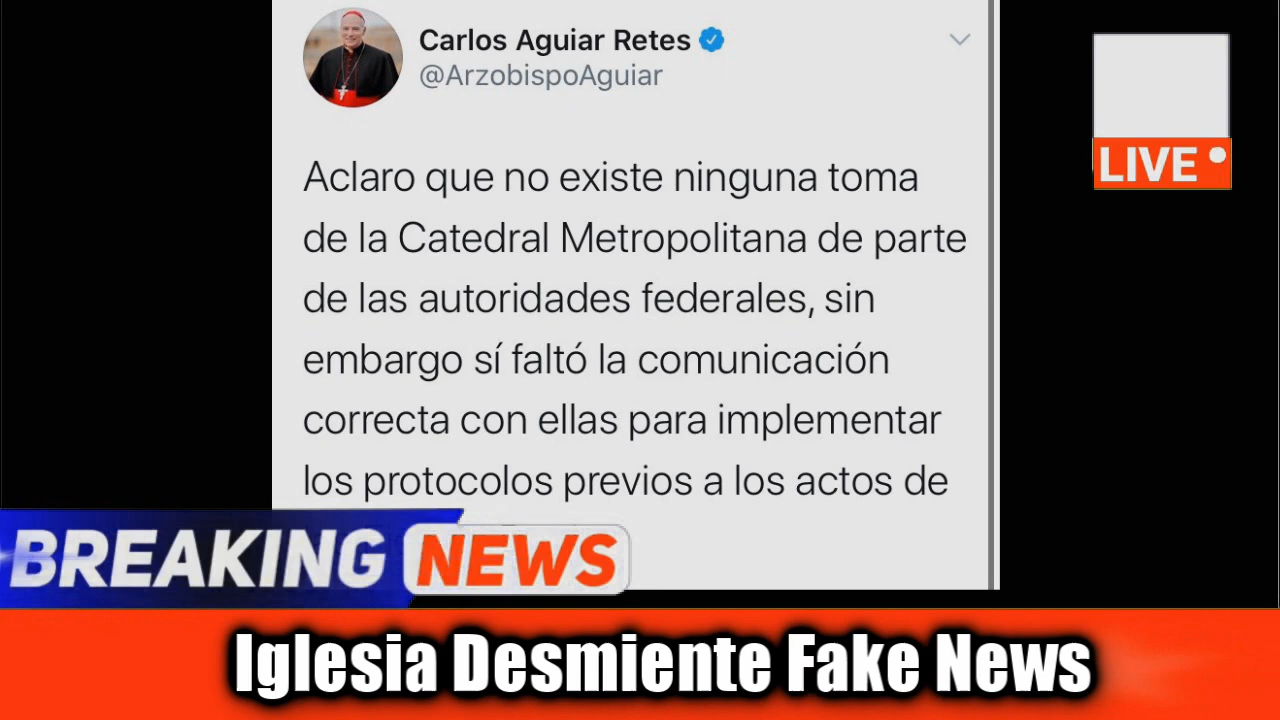 Carlos Aguiar Retes
@ArzobispoAguiar
LIVE
Aclaro que no existe ninguna toma
de la Catedral Metropolitana de parte
de las autoridades federales, sin
embargo sí faltó la comunicación
correcta con ellas para implementar
los protocolos previos a los actos de
BREAKING NEWS
Iglesia Desmiente Fake News